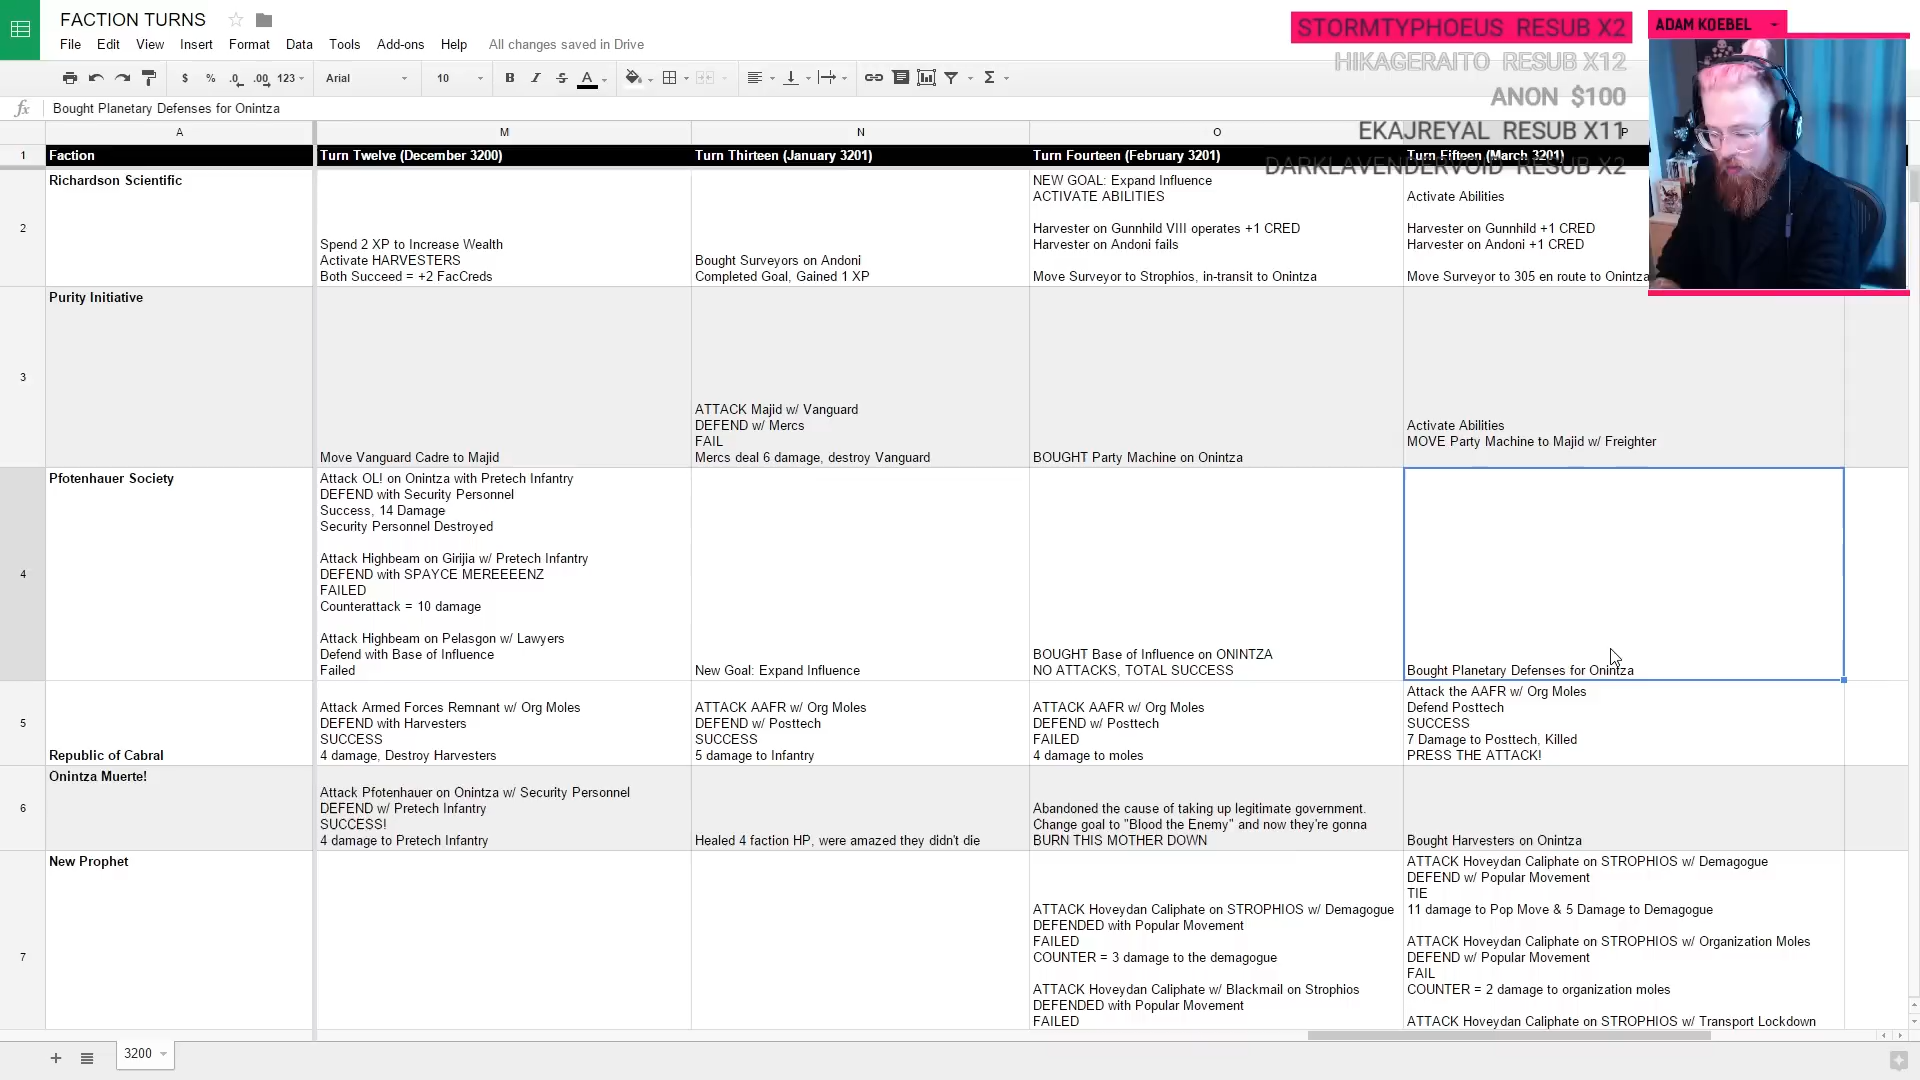 FACTION TURNS
File Edit View Insert Format Data Tools Add-ons Help All changes saved in Drive
$ % .0 .00 123 Arial 10 B I S A
fx Bought Planetary Defenses for Onintza
STORMTYPHOEUS RESUB X2
HIKAGERAITO RESUB X12
ANON $100
EKAJREYAL RESUB X11
DARKLAVENDERVOID RESUB X2
ADAM KOEBEL
A M N O P
1 Faction Turn Twelve (December 3200) Turn Thirteen (January 3201) Turn Fourteen (February 3201) Turn Fifteen (March 3201)
2
Richardson Scientific
Spend 2 XP to Increase Wealth
Activate HARVESTERS
Both Succeed = +2 FacCreds
Bought Surveyors on Andoni
Completed Goal, Gained 1 XP
NEW GOAL: Expand Influence
ACTIVATE ABILITIES
Harvester on Gunnhild VIII operates +1 CRED
Harvester on Andoni fails
Move Surveyor to Strophios, in-transit to Onintza
Activate Abilities
Harvester on Gunnhild +1 CRED
Harvester on Andoni +1 CRED
Move Surveyor to 305 en route to Onintza
3
Purity Initiative
Move Vanguard Cadre to Majid
ATTACK Majid w/ Vanguard
DEFEND w/ Mercs
FAIL
Mercs deal 6 damage, destroy Vanguard
BOUGHT Party Machine on Onintza
Activate Abilities
MOVE Party Machine to Majid w/ Freighter
4
Pfotenhauer Society
Attack OL! on Onintza with Pretech Infantry
DEFEND with Security Personnel
Success, 14 Damage
Security Personnel Destroyed
Attack Highbeam on Girijia w/ Pretech Infantry
DEFEND with SPAYCE MEREEEENZ
FAILED
Counterattack = 10 damage
Attack Highbeam on Pelasgon w/ Lawyers
Defend with Base of Influence
Failed
New Goal: Expand Influence
BOUGHT Base of Influence on ONINTZA
NO ATTACKS, TOTAL SUCCESS
Bought Planetary Defenses for Onintza
5
Republic of Cabral
Attack Armed Forces Remnant w/ Org Moles
DEFEND with Harvesters
SUCCESS
4 damage, Destroy Harvesters
ATTACK AAFR w/ Org Moles
DEFEND w/ Posttech
SUCCESS
5 damage to Infantry
ATTACK AAFR w/ Org Moles
DEFEND w/ Posttech
FAILED
4 damage to moles
Attack the AAFR w/ Org Moles
Defend Posttech
SUCCESS
7 Damage to Posttech, Killed
PRESS THE ATTACK!
6
Onintza Muerte!
Attack Pfotenhauer on Onintza w/ Security Personnel
DEFEND w/ Pretech Infantry
SUCCESS!
4 damage to Pretech Infantry
Healed 4 faction HP, were amazed they didn't die
Abandoned the cause of taking up legitimate government.
Change goal to "Blood the Enemy" and now they're gonna
BURN THIS MOTHER DOWN
Bought Harvesters on Onintza
7
New Prophet
ATTACK Hoveydan Caliphate on STROPHIOS w/ Demagogue
DEFENDED with Popular Movement
FAILED
COUNTER = 3 damage to the demagogue
ATTACK Hoveydan Caliphate w/ Blackmail on Strophios
DEFENDED with Popular Movement
FAILED
ATTACK Hoveydan Caliphate on STROPHIOS w/ Demagogue
DEFEND w/ Popular Movement
TIE
11 damage to Pop Move & 5 Damage to Demagogue
ATTACK Hoveydan Caliphate on STROPHIOS w/ Organization Moles
DEFEND w/ Popular Movement
FAIL
COUNTER = 2 damage to organization moles
ATTACK Hoveydan Caliphate on STROPHIOS w/ Transport Lockdown
3200